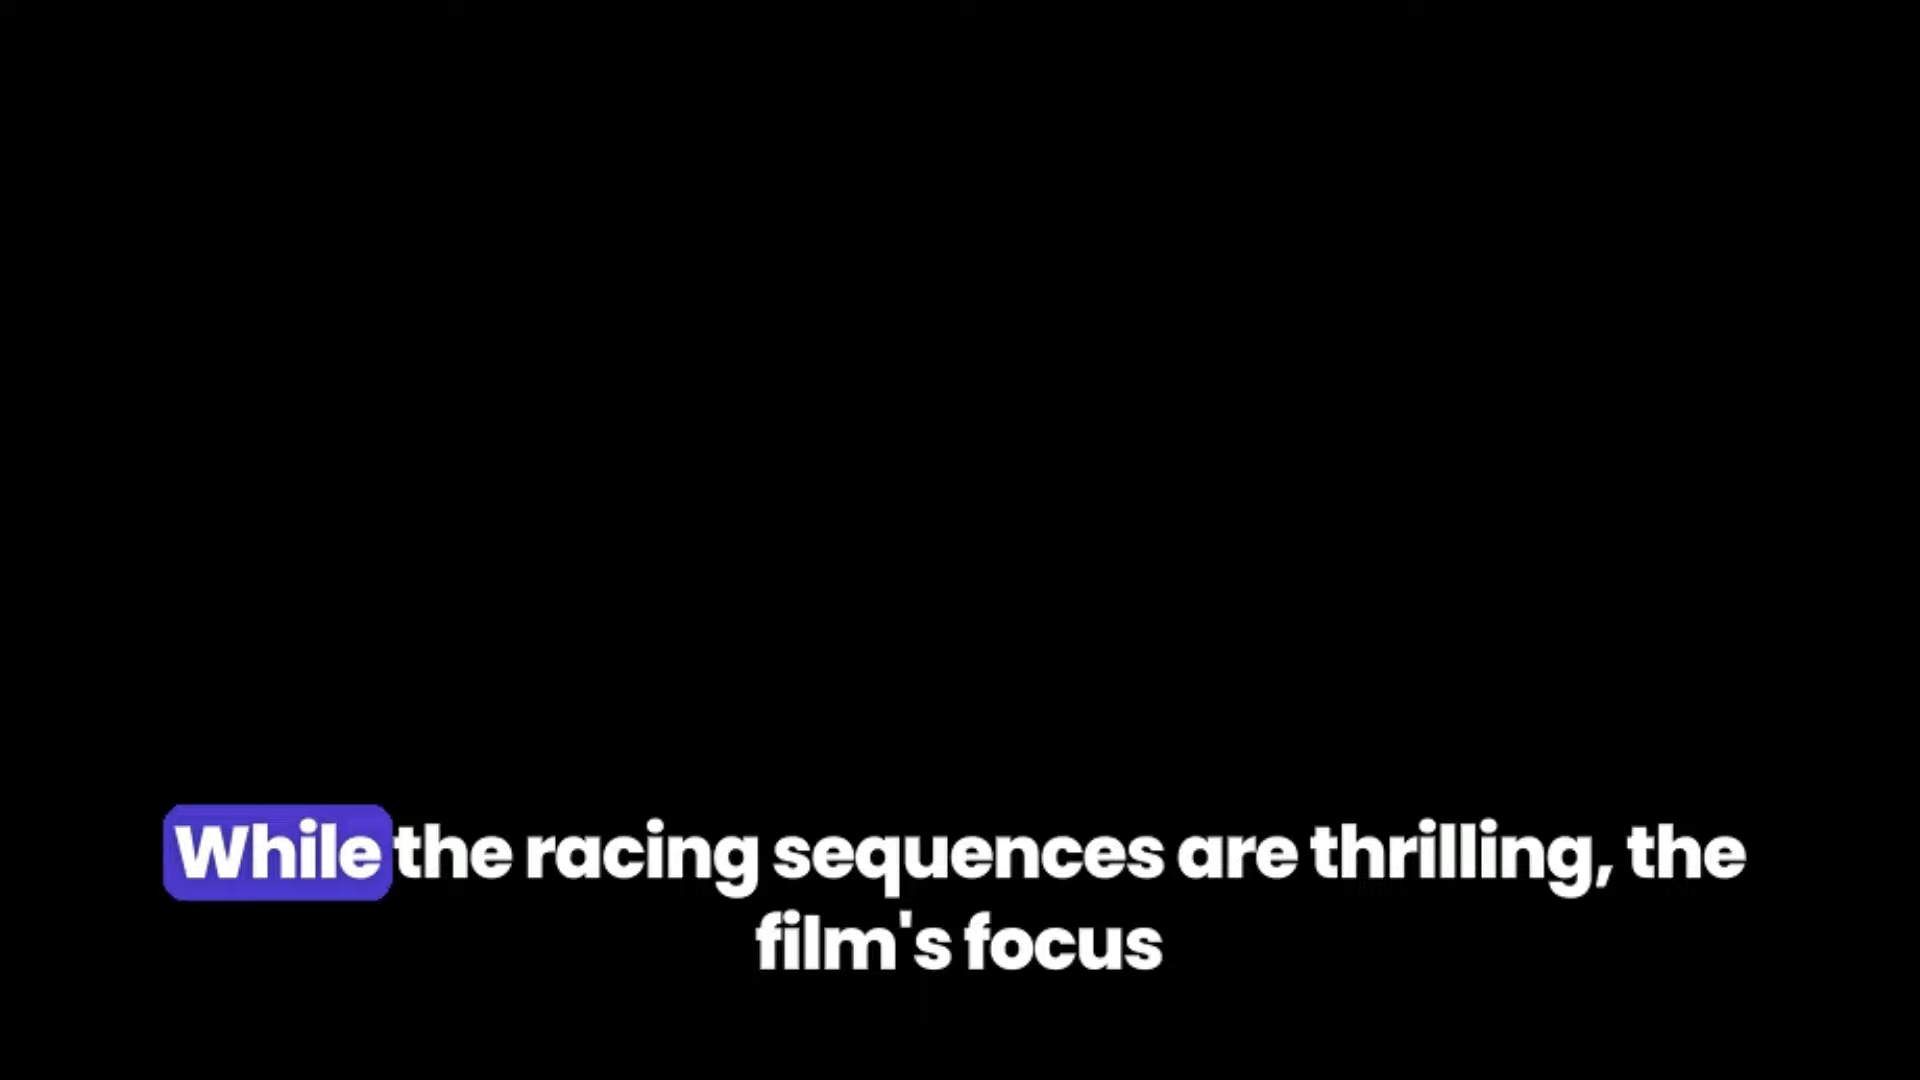 While the racing sequences are thrilling, the
film's focus